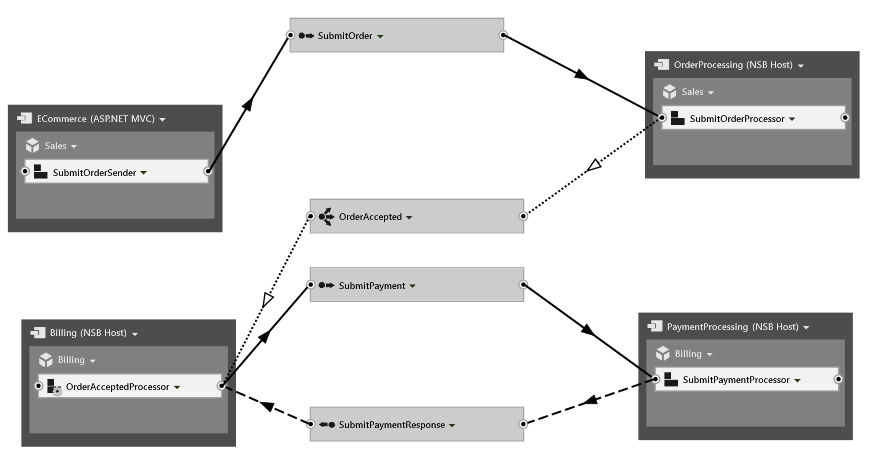 SubmitOrder
OrderProcessing (NSB Host)
Sales
SubmitOrderProcessor
ECommerce (ASP.NET MVC)
Sales
SubmitOrderSender
OrderAccepted
SubmitPayment
Billing (NSB Host)
Billing
OrderAcceptedProcessor
PaymentProcessing (NSB Host)
Billing
SubmitPaymentProcessor
SubmitPaymentResponse